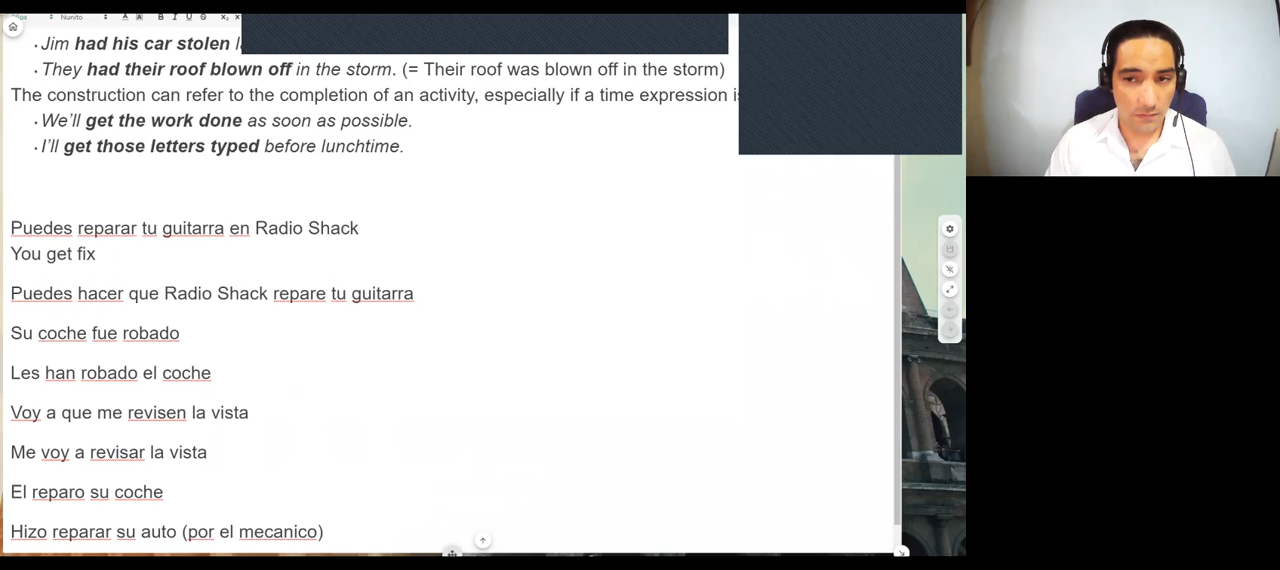 Nunito
Jim had his car stolen
They had their roof blown off in the storm. (= Their roof was blown off in the storm)
The construction can refer to the completion of an activity, especially if a time expression
We'll get the work done as soon as possible.
I'll get those letters typed before lunchtime.
Puedes reparar tu guitarra en Radio Shack
You get fix
Puedes hacer que Radio Shack repare tu guitarra
Su coche fue robado
Les han robado el coche
Voy a que me revisen la vista
Me voy a revisar la vista
El reparo su coche
Hizo reparar su auto (por el mecanico)